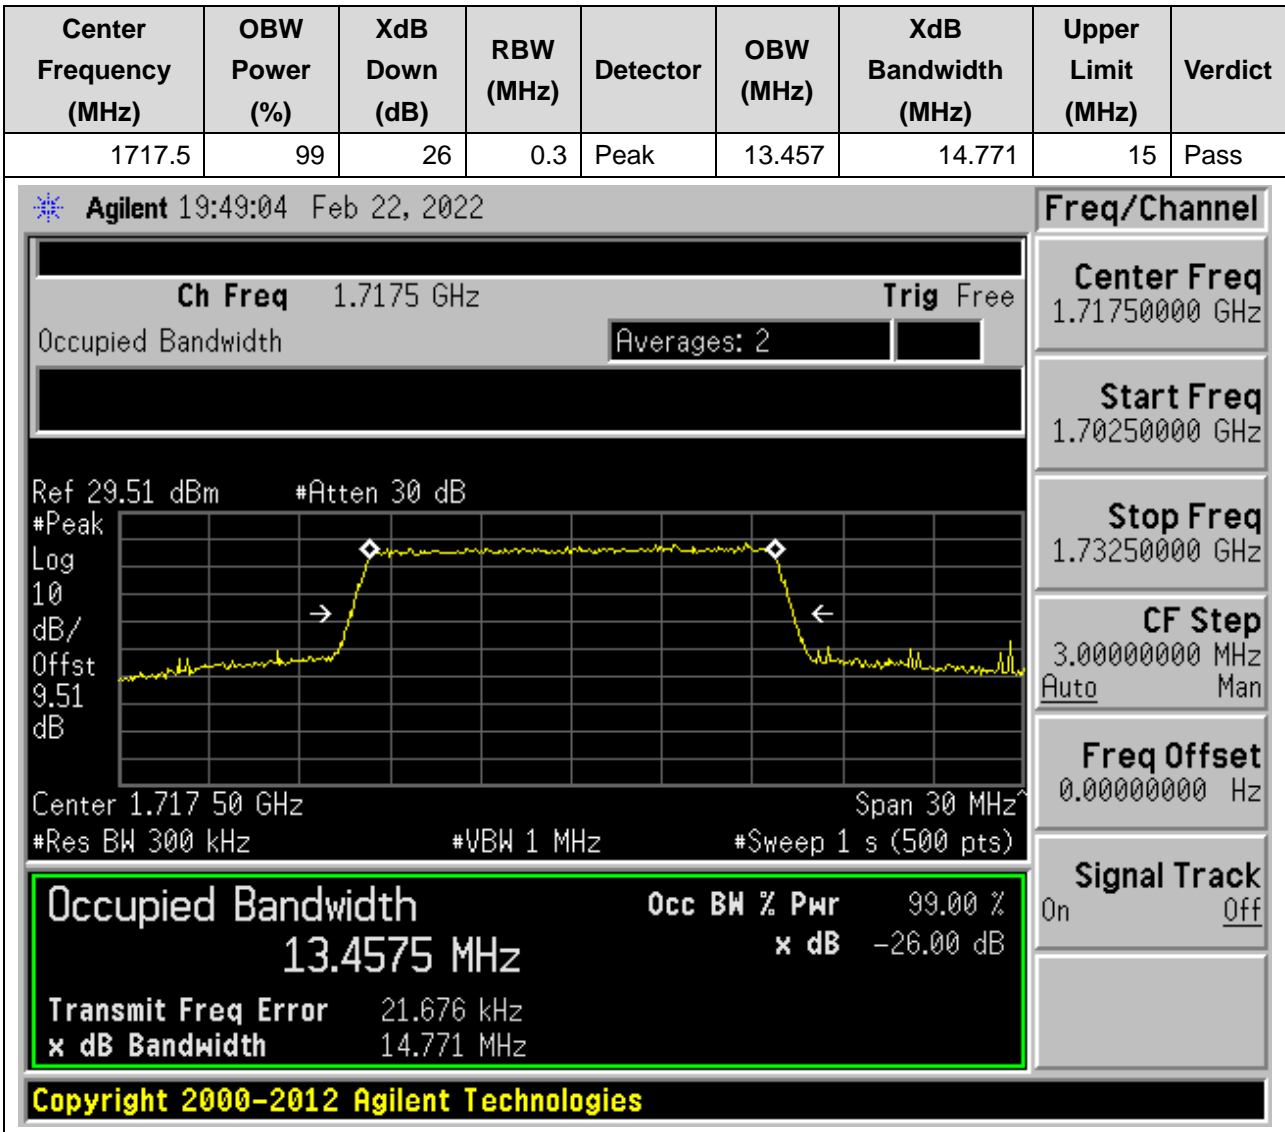 Center Frequency (MHz) OBW Power (%) XdB Down (dB) RBW (MHz) Detector OBW (MHz) XdB Bandwidth (MHz) Upper Limit (MHz) Verdict
1717.5 99 26 0.3 Peak 13.457 14.771 15 Pass
Agilent 19:49:04 Feb 22, 2022
Freq/Channel
Ch Freq 1.7175 GHz Trig Free
Occupied Bandwidth Averages: 2
Ref 29.51 dBm #Atten 30 dB
#Peak
Log
10
dB/
Offst
9.51
dB
Center 1.717 50 GHz Span 30 MHz^
#Res BW 300 kHz #VBW 1 MHz #Sweep 1 s (500 pts)
Occupied Bandwidth
13.4575 MHz
Occ BW % Pwr 99.00 %
x dB -26.00 dB
Transmit Freq Error 21.676 kHz
x dB Bandwidth 14.771 MHz
Center Freq
1.71750000 GHz
Start Freq
1.70250000 GHz
Stop Freq
1.73250000 GHz
CF Step
3.00000000 MHz
Auto Man
Freq Offset
0.00000000 Hz
Signal Track
On Off
Copyright 2000-2012 Agilent Technologies